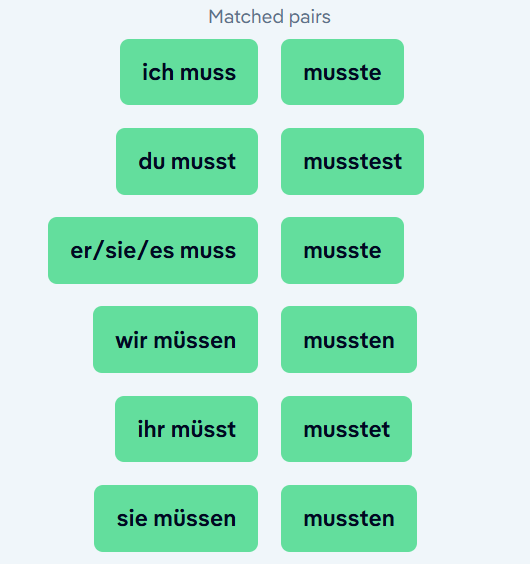 Matched pairs
ich muss musste
du musst musstest
er/sie/es muss musste
wir müssen mussten
ihr müsst musstet
sie müssen mussten